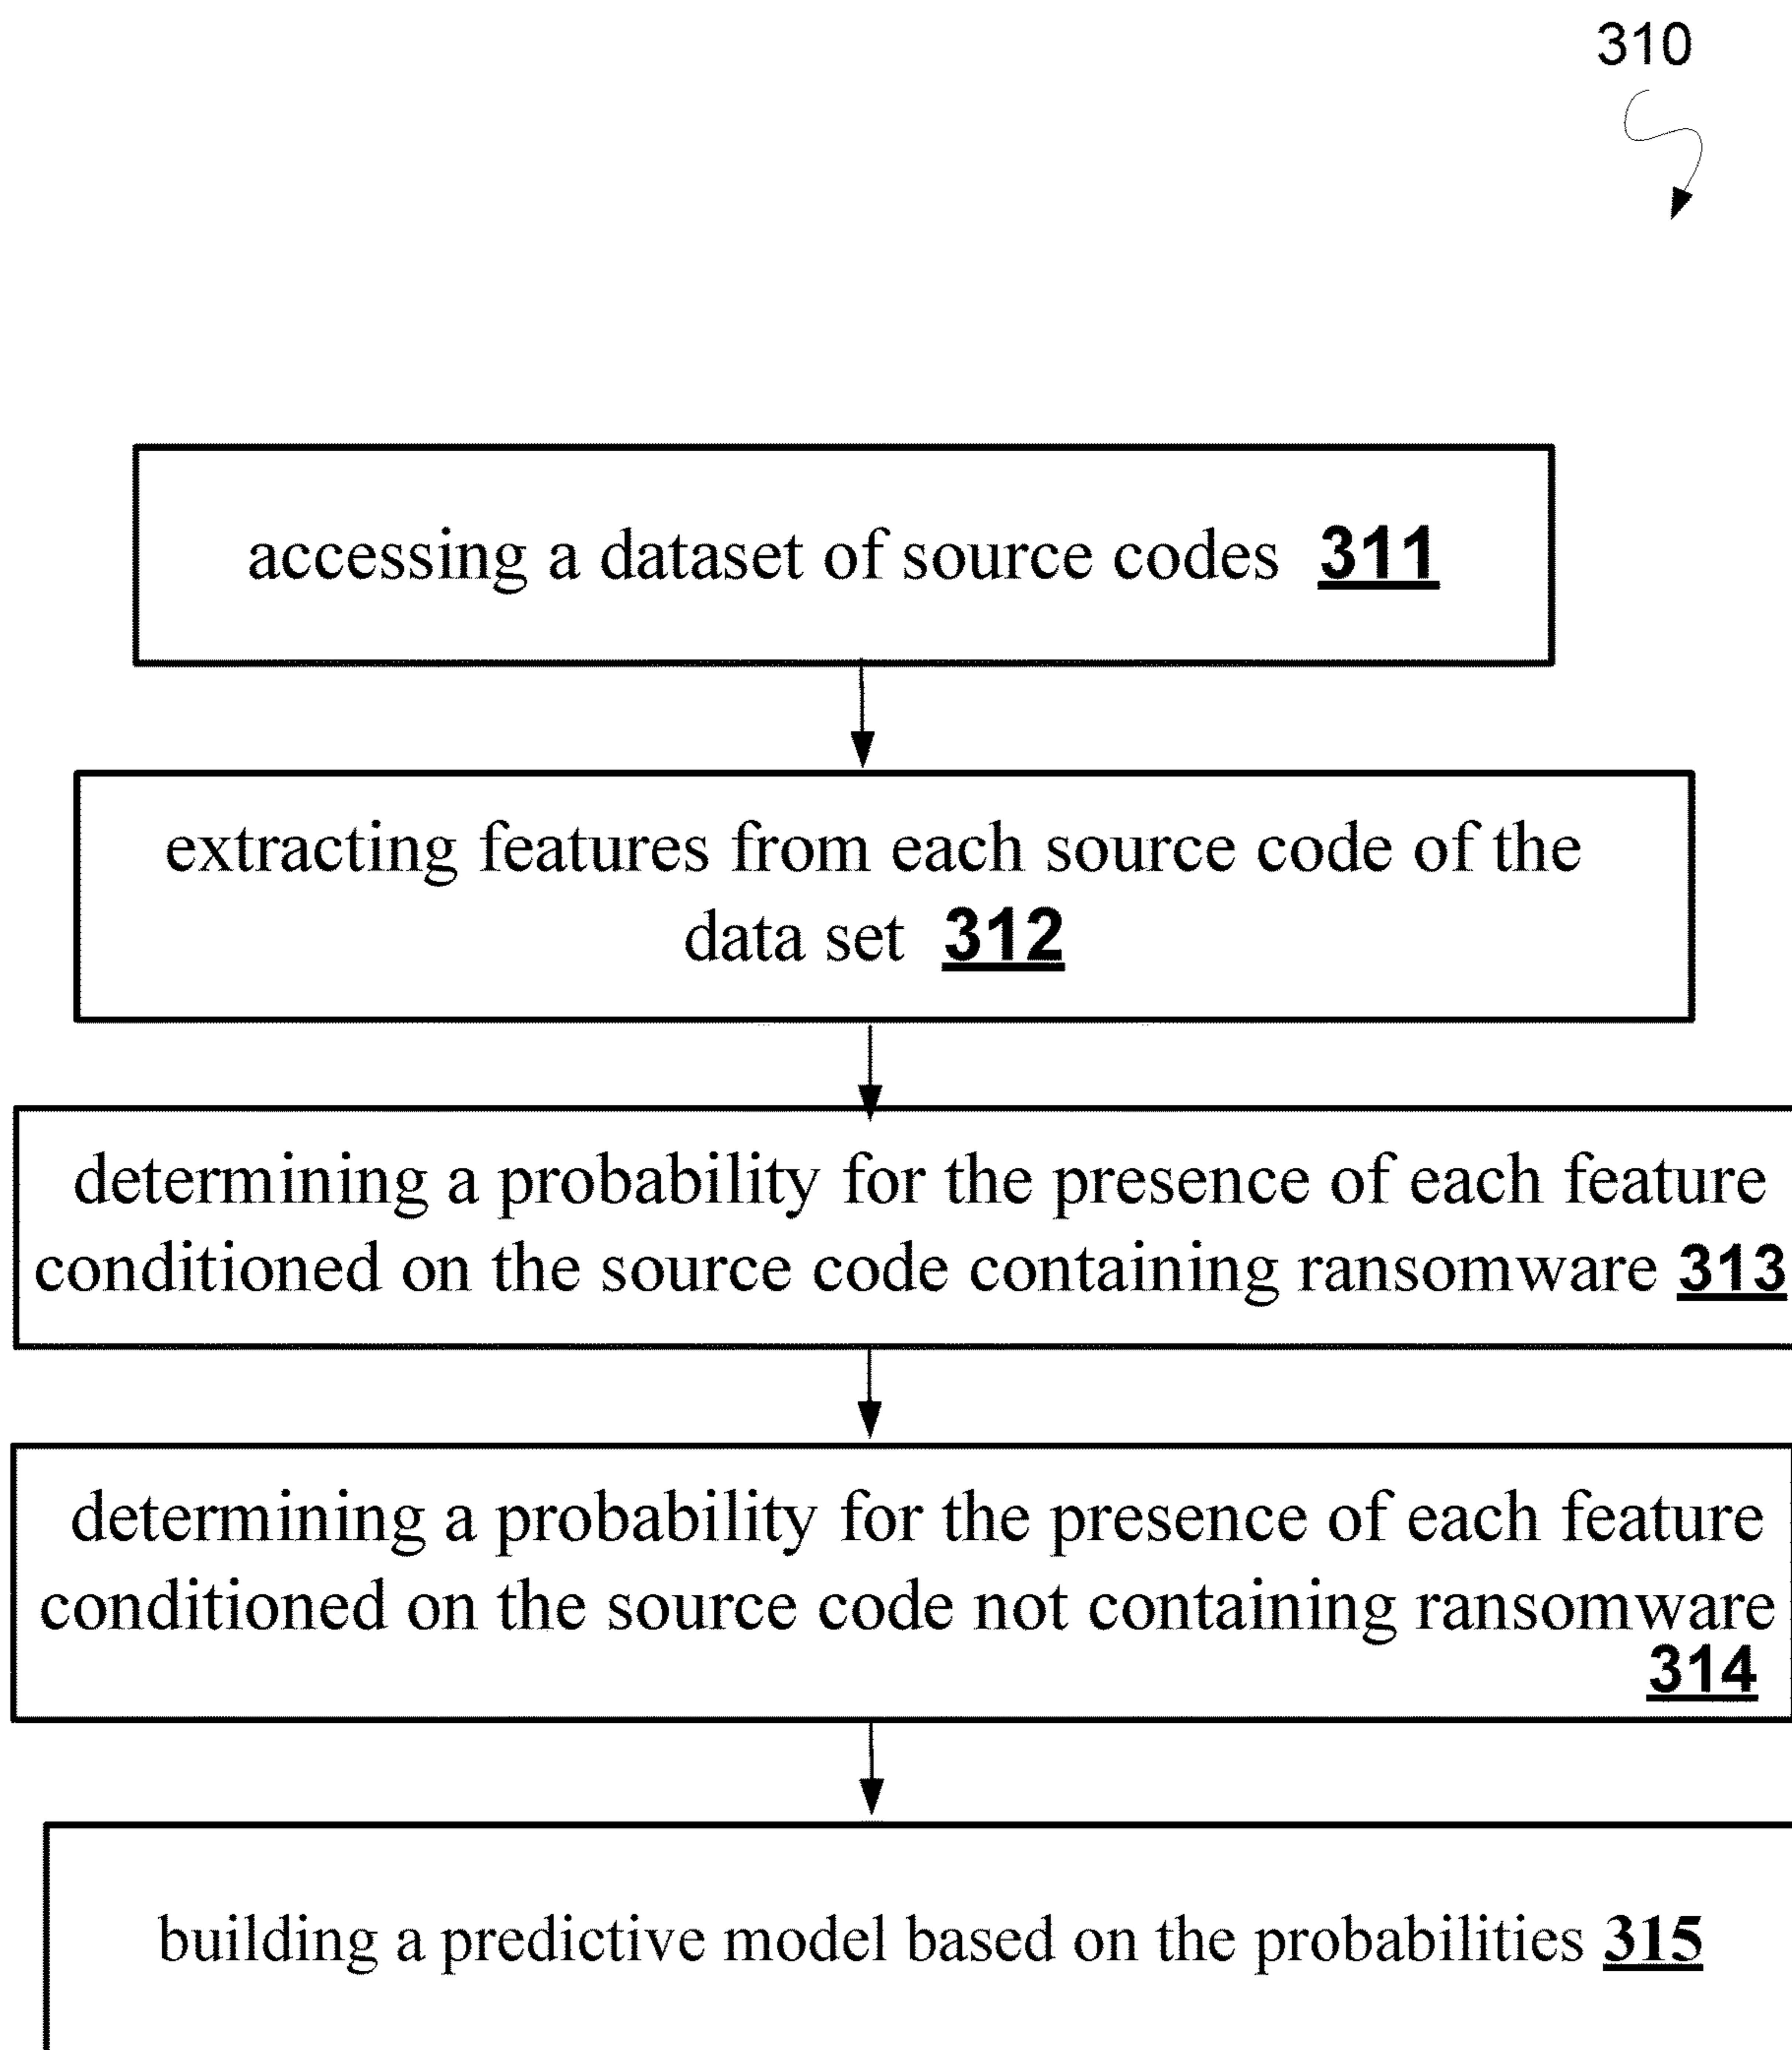 310
accessing a dataset of source codes 311
extracting features from each source code of the
data set 312
determining a probability for the presence of each feature
conditioned on the source code containing ransomware 313
determining a probability for the presence of each feature
conditioned on the source code not containing ransomware
314
building a predictive model based on the probabilities 315